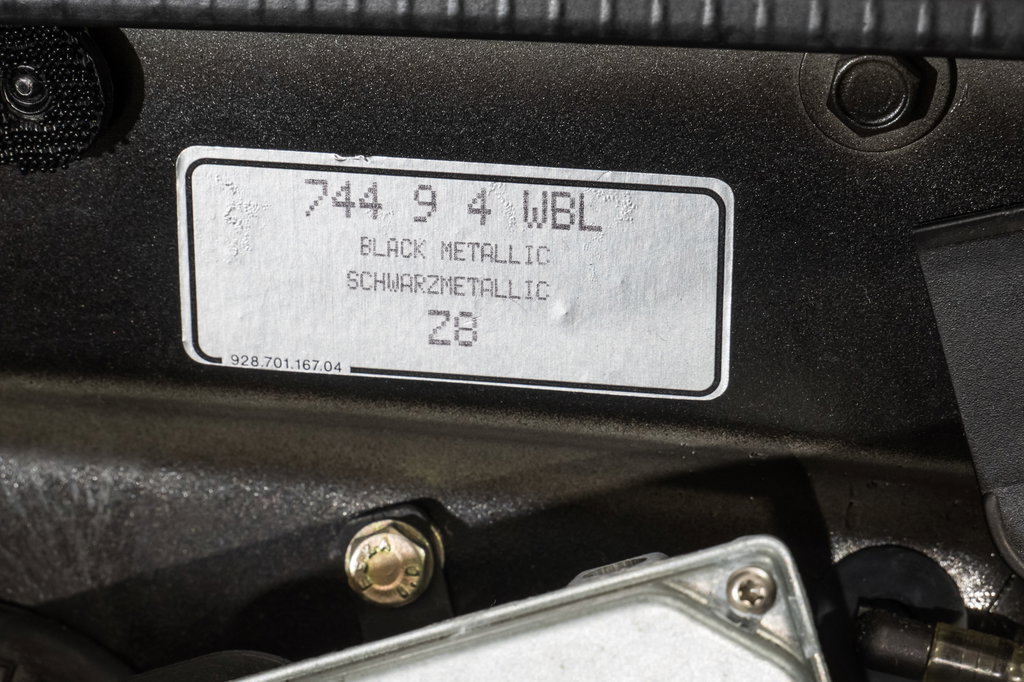 744 9 4 WBL
BLACK METALLIC
SCHWARZMETALLIC
Z8
928.701.167.04